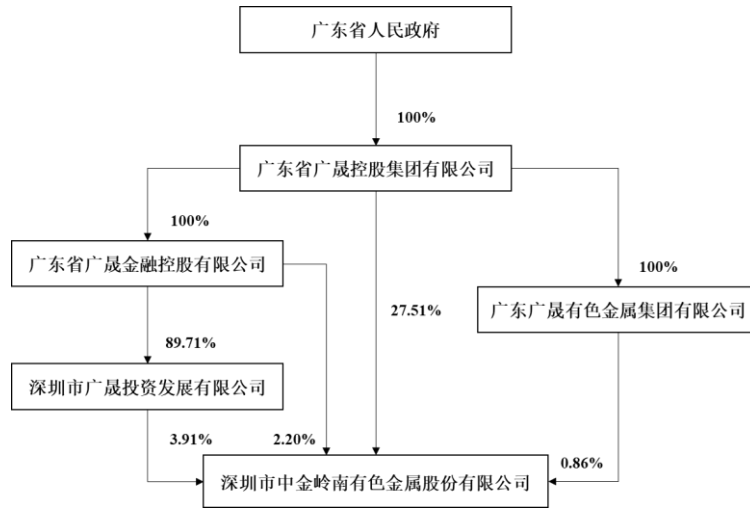 广东省人民政府
100%
广东省广晟控股集团有限公司
100%
广东省广晟金融控股有限公司
100%
广东广晟有色金属集团有限公司
27.51%
89.71%
深圳市广晟投资发展有限公司
3.91%
2.20%
0.86%
深圳市中金岭南有色金属股份有限公司